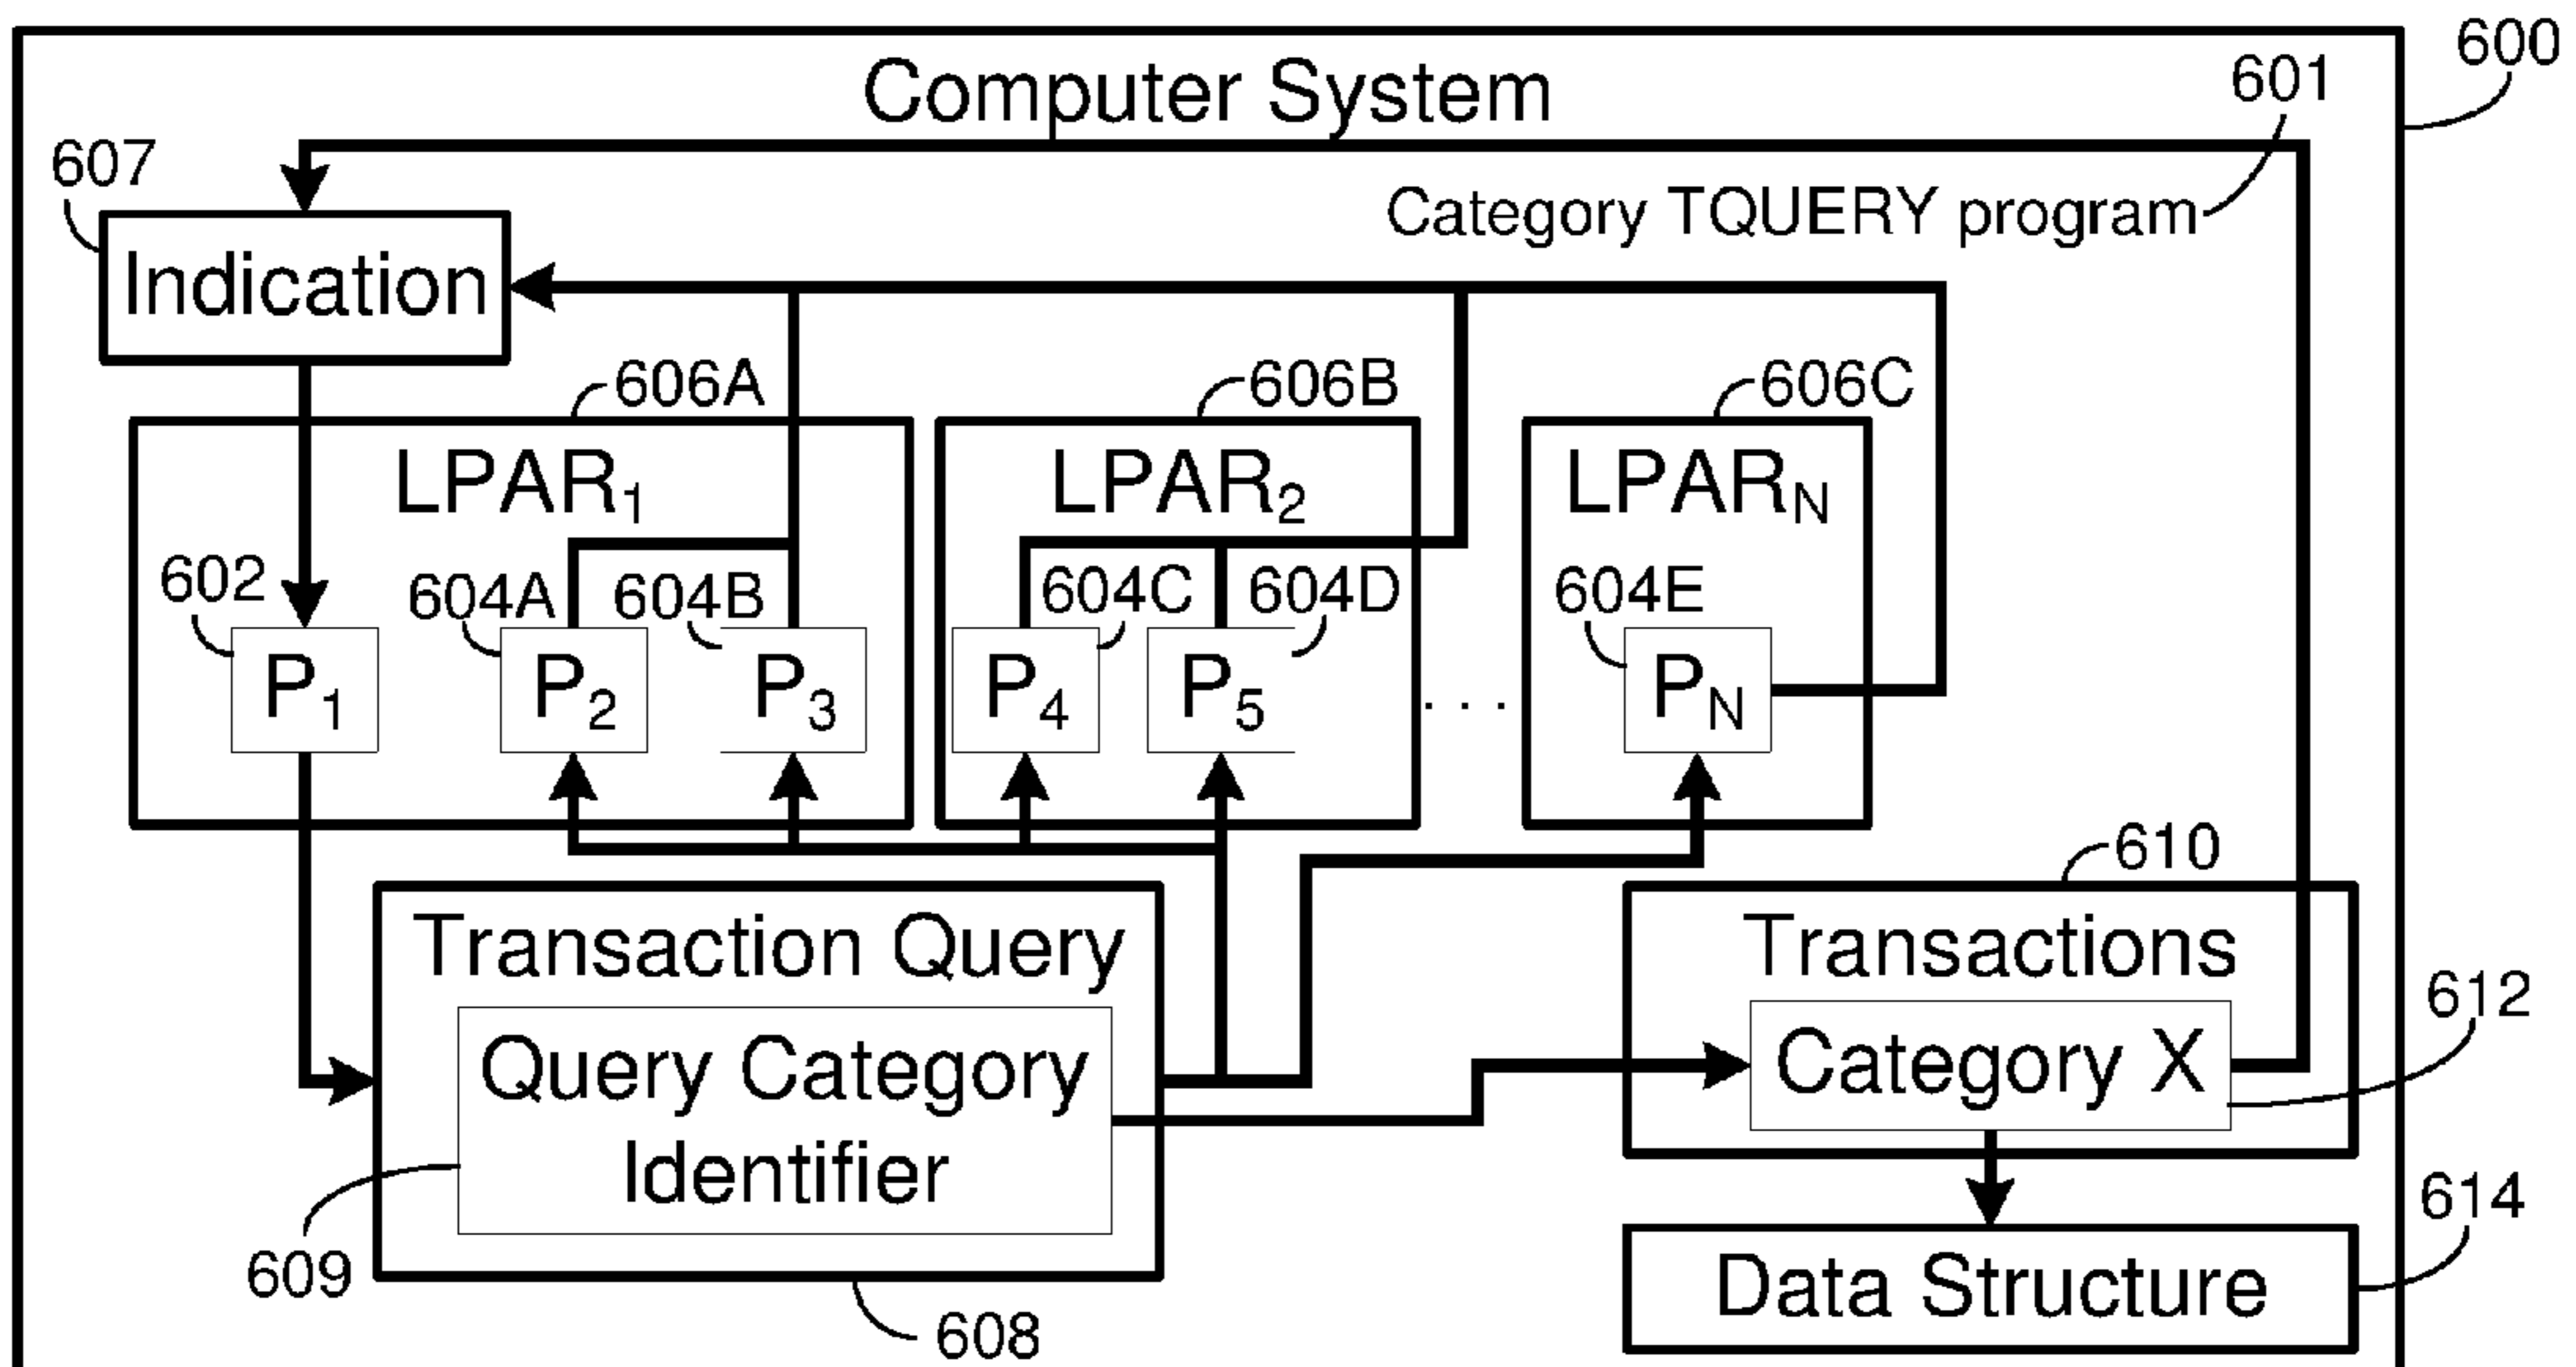 600
Computer System
601
607
Category TQUERY program
Indication
606A
606B
606C
LPAR1
LPAR2
LPARN
602
604A
604B
604C
604D
604E
P1
P2
P3
P4
P5
. . .
PN
610
Transaction Query
Transactions
612
Query Category
Identifier
Category X
609
614
Data Structure
608